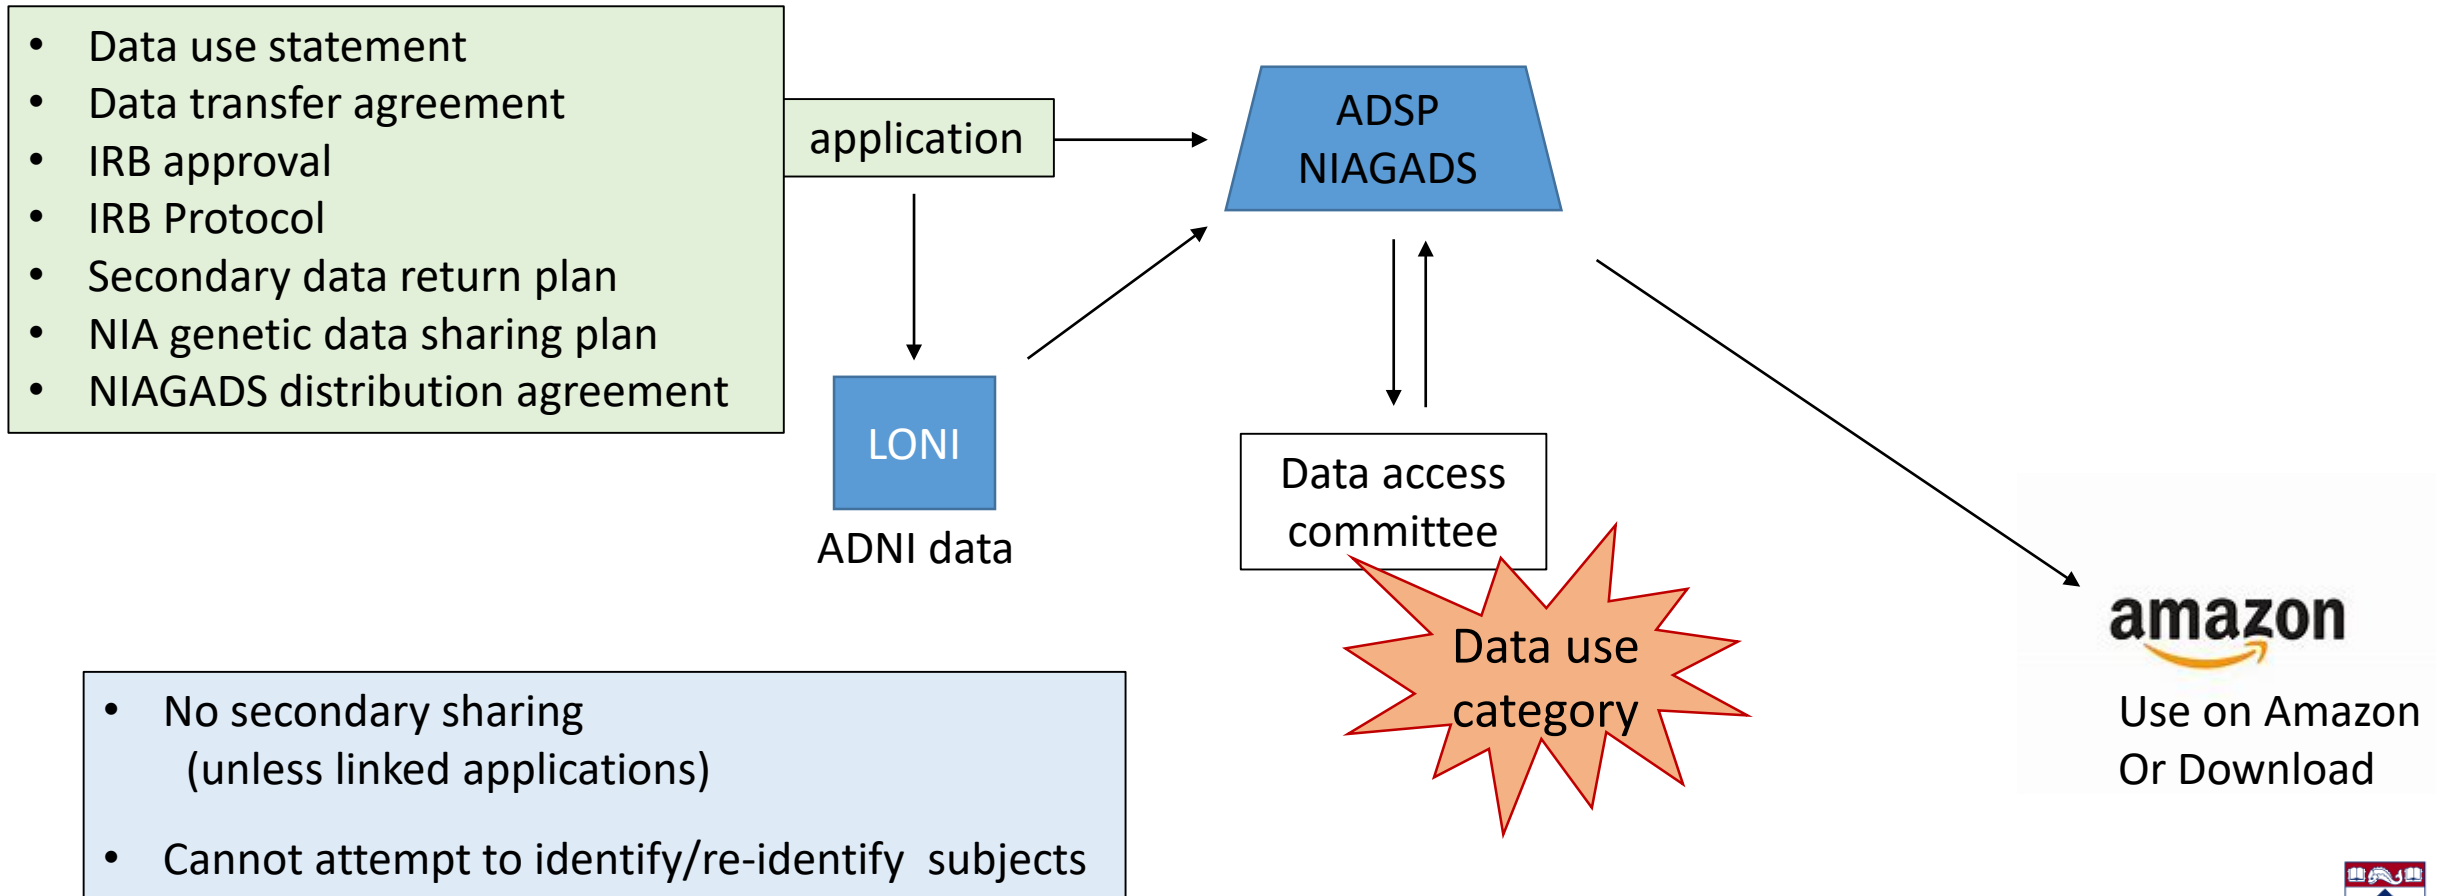 • Data use statement
• Data transfer agreement
• IRB approval
• IRB Protocol
• Secondary data return plan
• NIA genetic data sharing plan
• NIAGADS distribution agreement
application
ADSP
NIAGADS
LONI
ADNI data
Data access
committee
Data use
category
amazon
Use on Amazon
Or Download
• No secondary sharing
(unless linked applications)
• Cannot attempt to identify/re-identify subjects